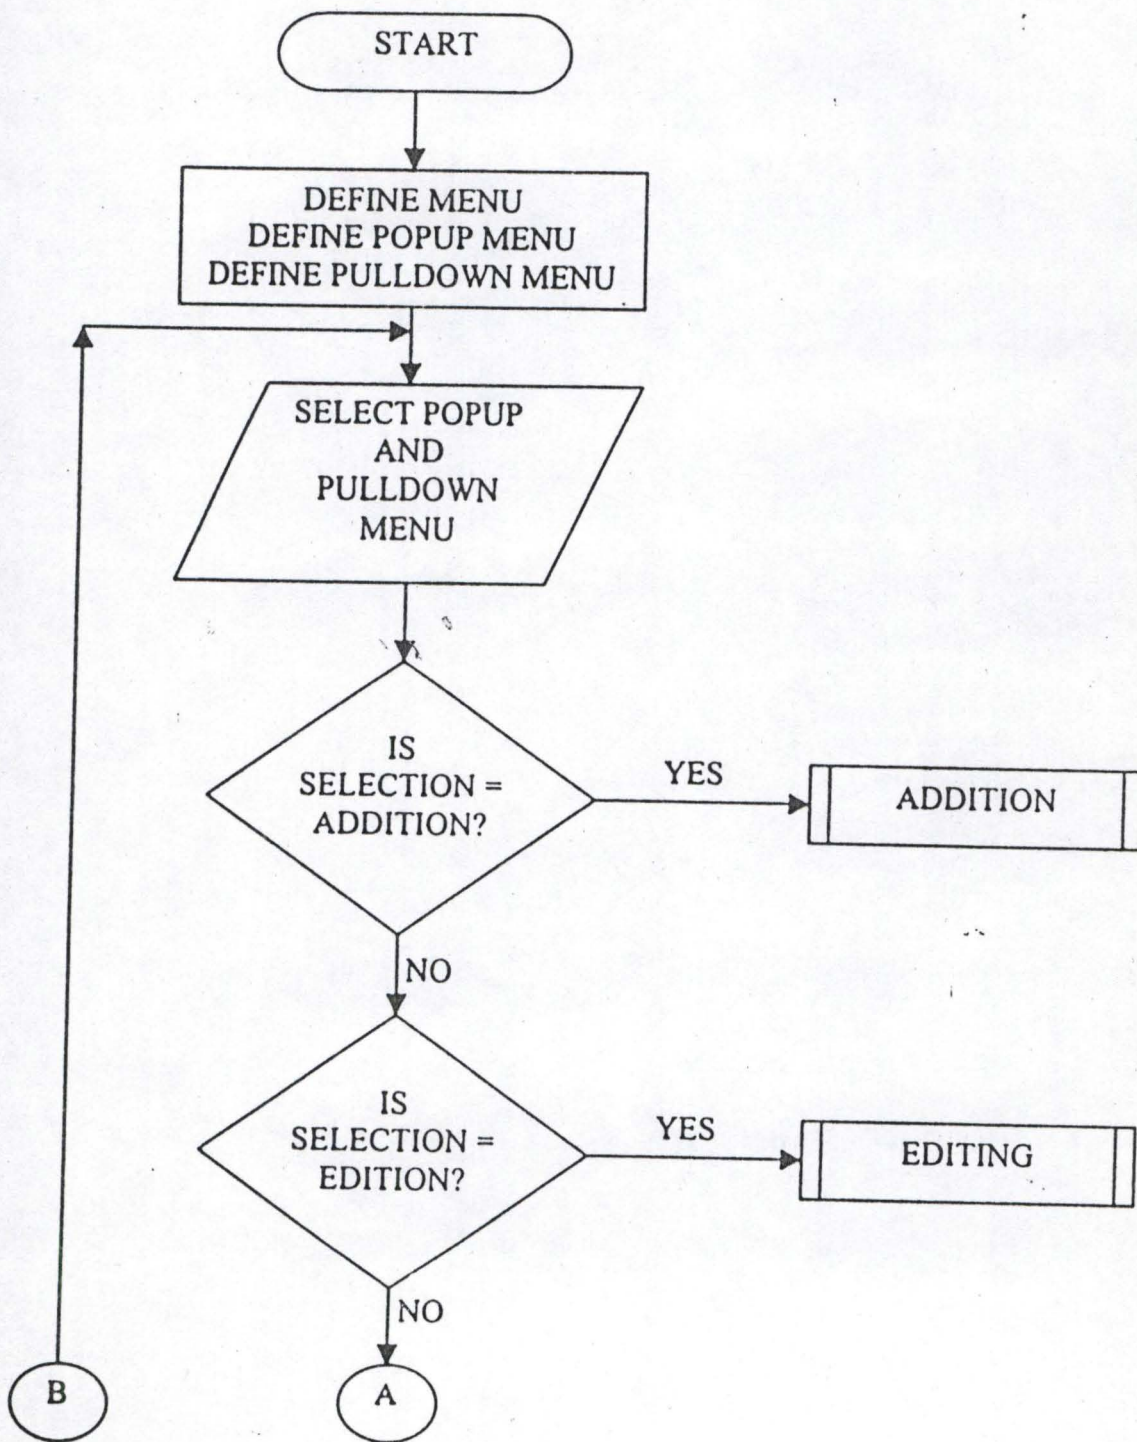 START
DEFINE MENU
DEFINE POPUP MENU
DEFINE PULLDOWN MENU
SELECT POPUP
AND
PULLDOWN
MENU
IS
SELECTION =
ADDITION?
YES
ADDITION
NO
IS
SELECTION =
EDITION?
YES
EDITING
NO
B
A